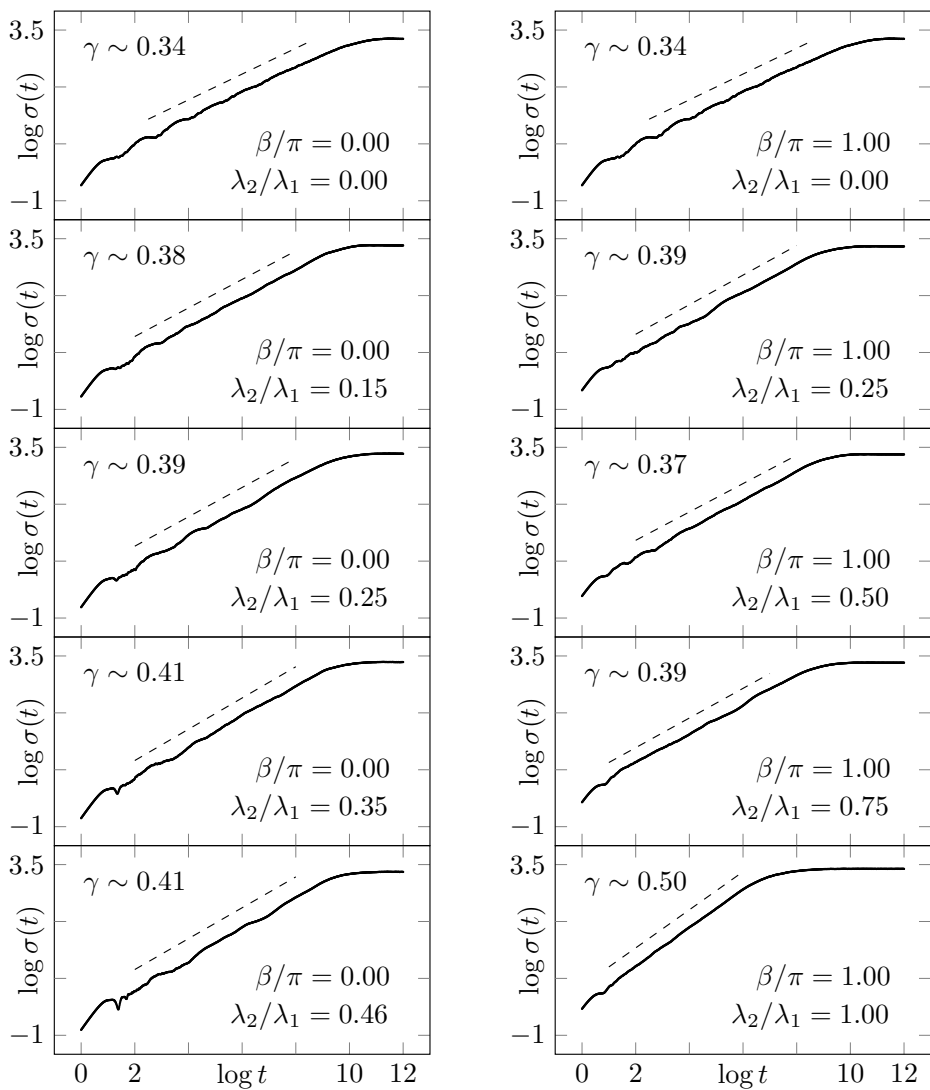 3.5
γ ∼ 0.34
log σ(t)
β/π = 0.00
λ₂/λ₁ = 0.00
−1
3.5
γ ∼ 0.38
log σ(t)
β/π = 0.00
λ₂/λ₁ = 0.15
−1
3.5
γ ∼ 0.39
log σ(t)
β/π = 0.00
λ₂/λ₁ = 0.25
−1
3.5
γ ∼ 0.41
log σ(t)
β/π = 0.00
λ₂/λ₁ = 0.35
−1
3.5
γ ∼ 0.41
log σ(t)
β/π = 0.00
λ₂/λ₁ = 0.46
−1
0 2 log t 10 12
3.5
γ ∼ 0.34
log σ(t)
β/π = 1.00
λ₂/λ₁ = 0.00
−1
3.5
γ ∼ 0.39
log σ(t)
β/π = 1.00
λ₂/λ₁ = 0.25
−1
3.5
γ ∼ 0.37
log σ(t)
β/π = 1.00
λ₂/λ₁ = 0.50
−1
3.5
γ ∼ 0.39
log σ(t)
β/π = 1.00
λ₂/λ₁ = 0.75
−1
3.5
γ ∼ 0.50
log σ(t)
β/π = 1.00
λ₂/λ₁ = 1.00
−1
0 2 log t 10 12